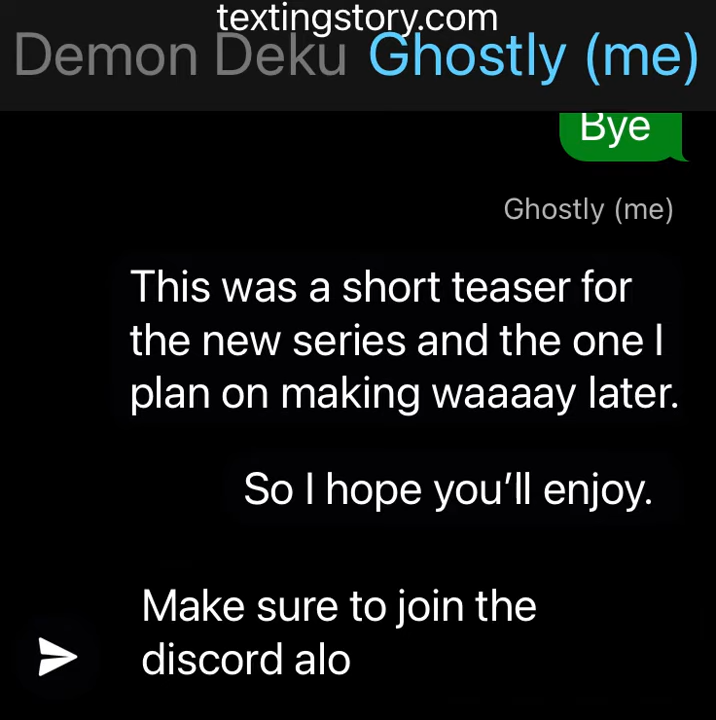 textingstory.com
Demon Deku Ghostly (me)
Bye
Ghostly (me)
This was a short teaser for
the new series and the one I
plan on making waaaay later.
So I hope you’ll enjoy.
Make sure to join the
discord alo